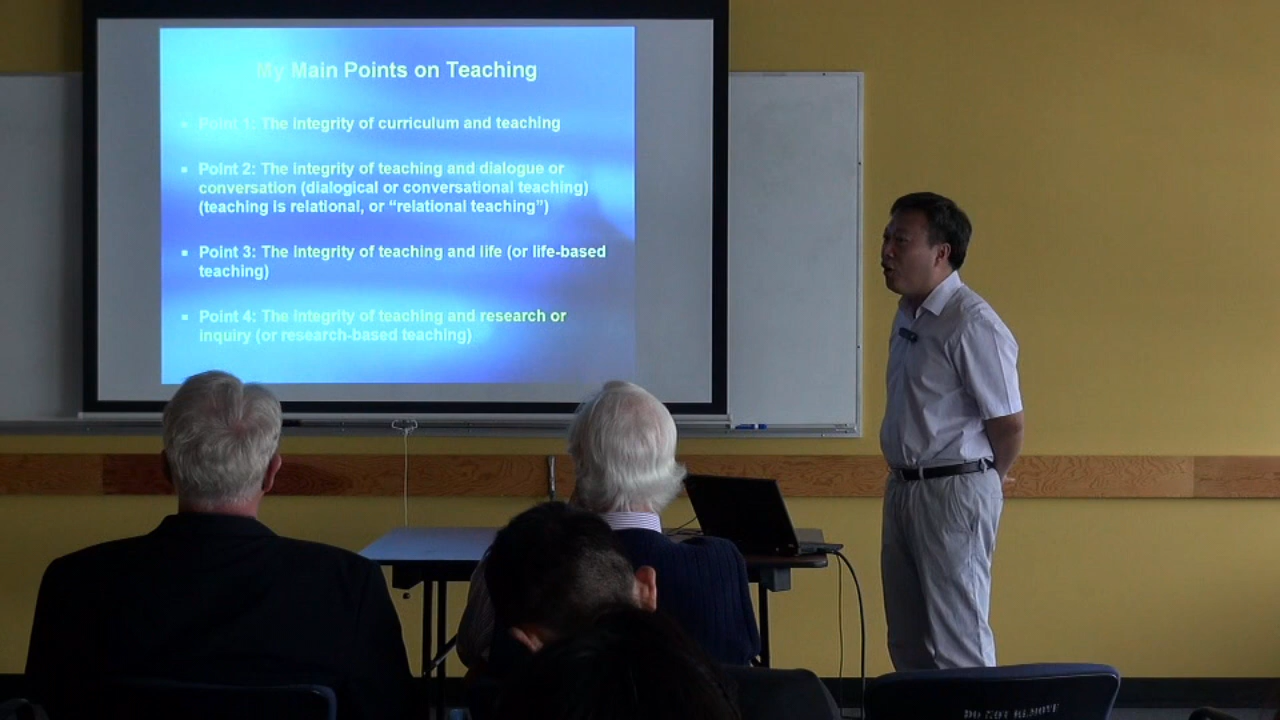 My Main Points on Teaching
Point 1: The integrity of curriculum and teaching
Point 2: The integrity of teaching and dialogue or
conversation (dialogical or conversational teaching)
(teaching is relational, or “relational teaching”)
Point 3: The integrity of teaching and life (or life-based
teaching)
Point 4: The integrity of teaching and research or
inquiry (or research-based teaching)
DO NOT REMOVE